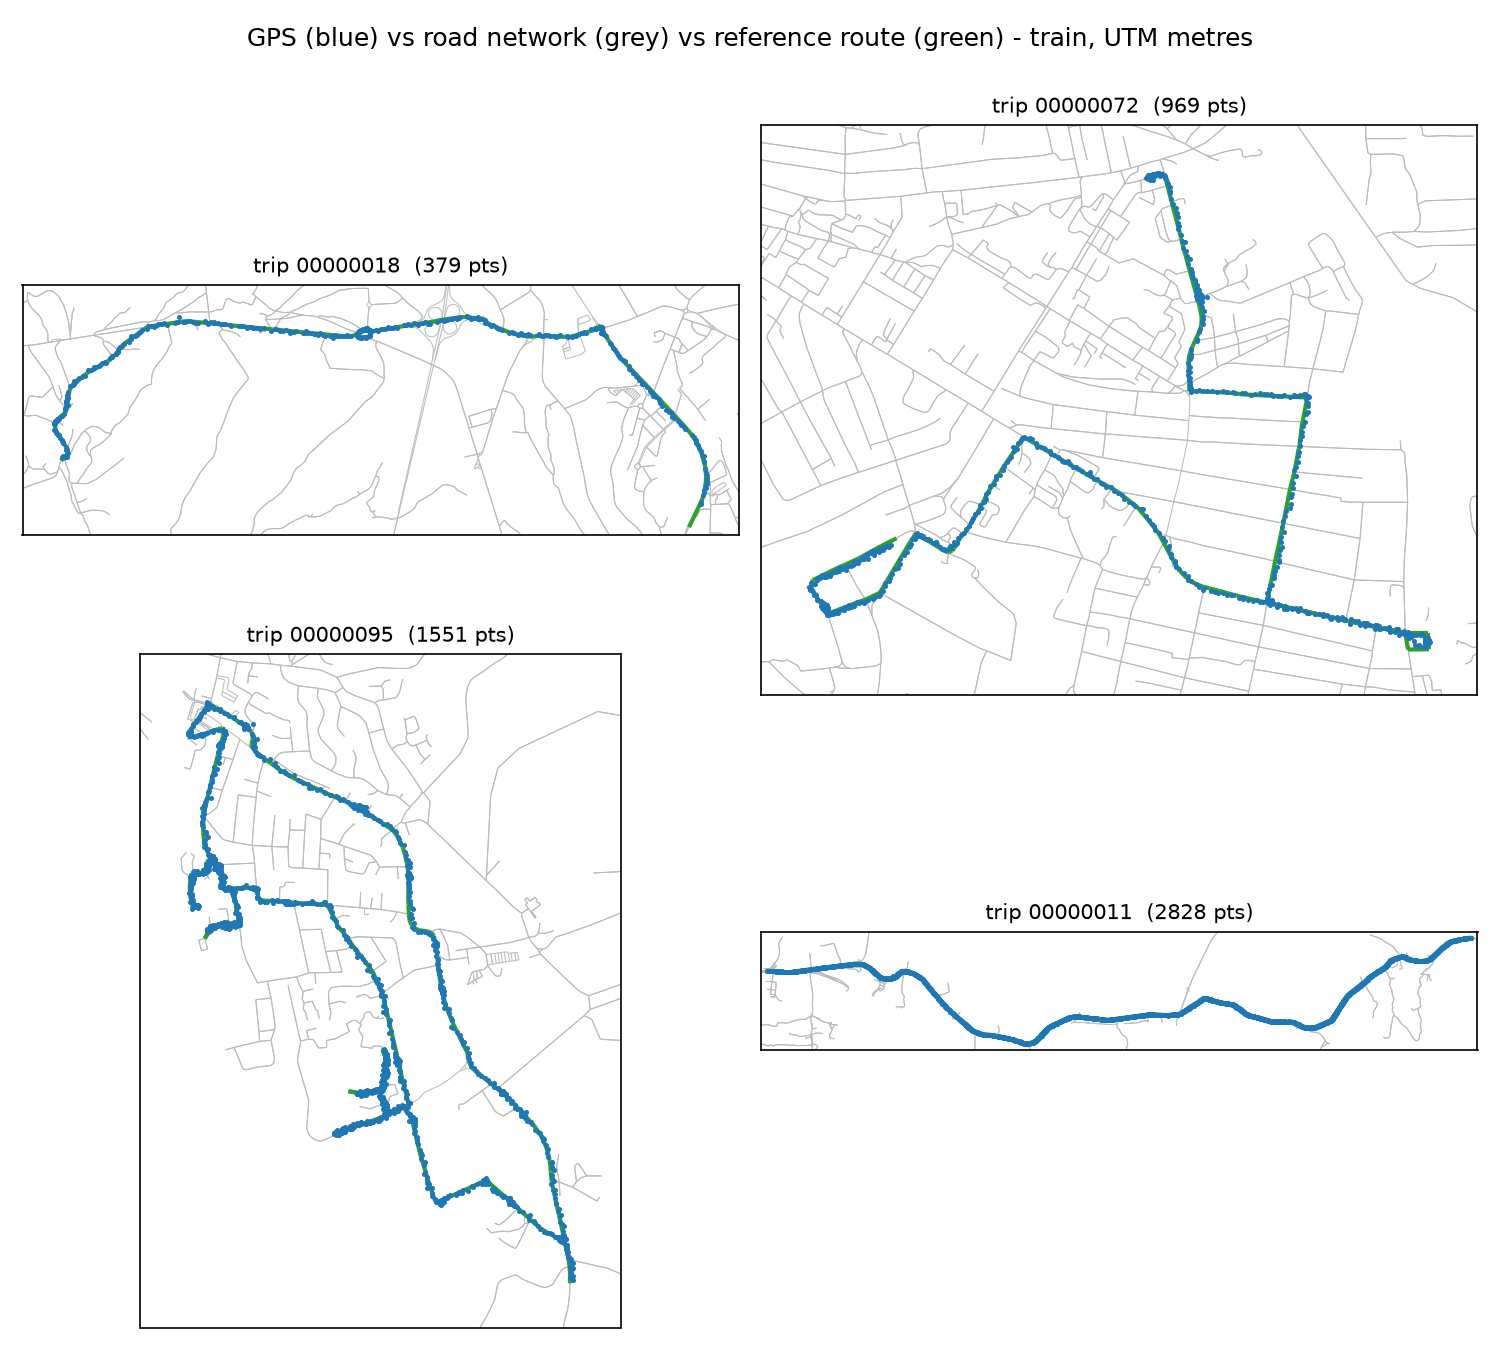 GPS (blue) vs road network (grey) vs reference route (green) - train, UTM metres
trip 00000018  (379 pts)
trip 00000072  (969 pts)
trip 00000095  (1551 pts)
trip 00000011  (2828 pts)